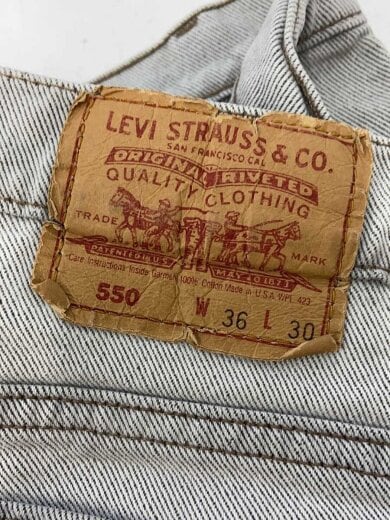 LEVI STRAUSS & CO.
SAN FRANCISCO CAL
ORIGINAL RIVETED
QUALITY CLOTHING
TRADE MARK
PATENTED IN U.S. MAY 20 1873
Care Instructions Inside Garment 100% Cotton Made in U.S.A. WPL 423
550 W 36 L 30